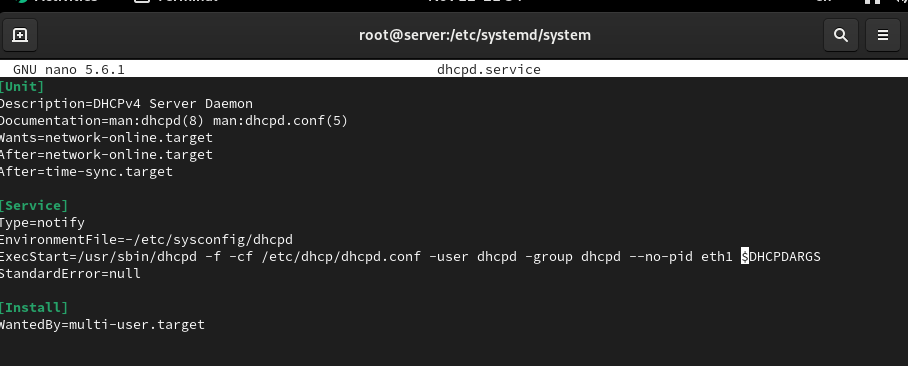 Terminal
root@server:/etc/systemd/system
GNU nano 5.6.1 dhcpd.service
[Unit]
Description=DHCPv4 Server Daemon
Documentation=man:dhcpd(8) man:dhcpd.conf(5)
Wants=network-online.target
After=network-online.target
After=time-sync.target
[Service]
Type=notify
EnvironmentFile=-/etc/sysconfig/dhcpd
ExecStart=/usr/sbin/dhcpd -f -cf /etc/dhcp/dhcpd.conf -user dhcpd -group dhcpd --no-pid eth1 $DHCPDARGS
StandardError=null
[Install]
WantedBy=multi-user.target